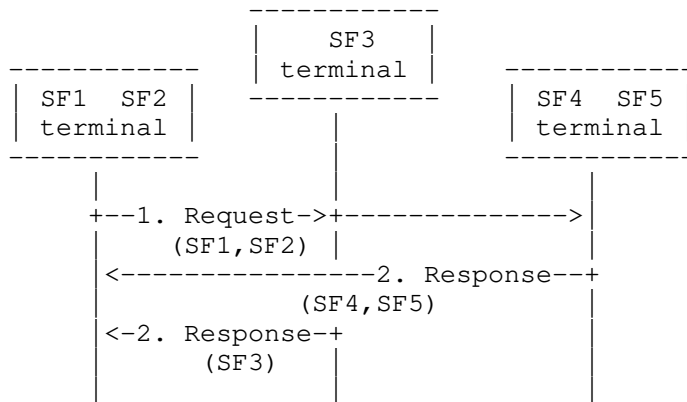 SF3
terminal
SF1 SF2
terminal
SF4 SF5
terminal
1. Request
(SF1,SF2)
2. Response
(SF4,SF5)
2. Response
(SF3)